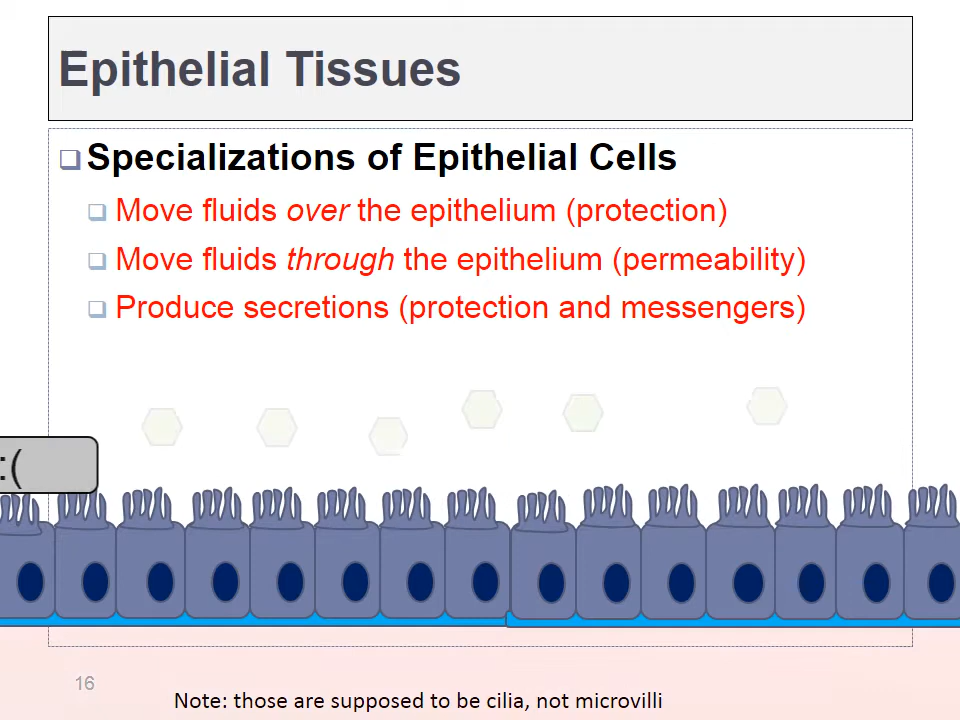 Epithelial Tissues
Specializations of Epithelial Cells
Move fluids over the epithelium (protection)
Move fluids through the epithelium (permeability)
Produce secretions (protection and messengers)
:(
16
Note: those are supposed to be cilia, not microvilli